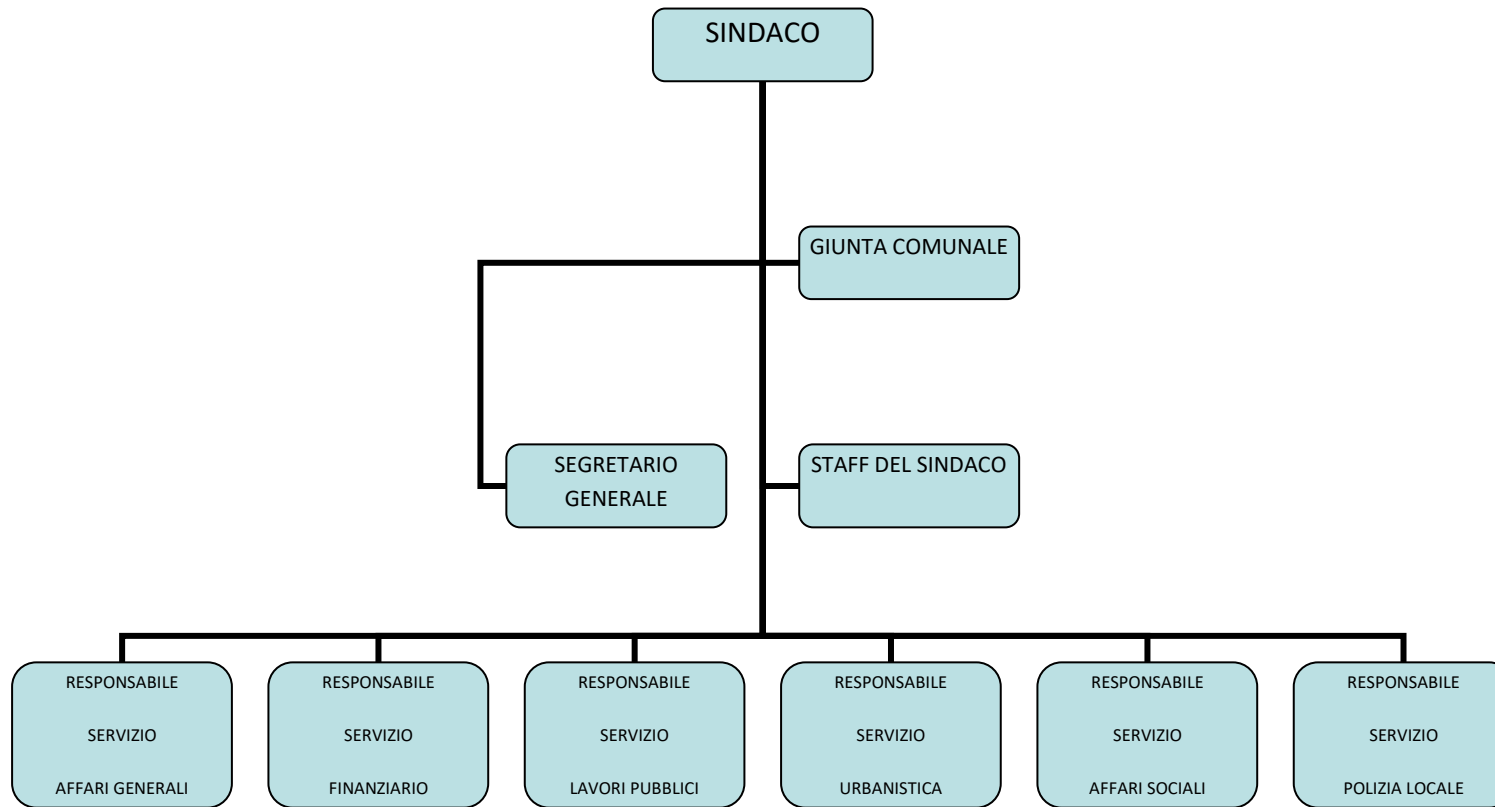 SINDACO
GIUNTA COMUNALE
SEGRETARIO
GENERALE
STAFF DEL SINDACO
RESPONSABILE
SERVIZIO
AFFARI GENERALI
RESPONSABILE
SERVIZIO
FINANZIARIO
RESPONSABILE
SERVIZIO
LAVORI PUBBLICI
RESPONSABILE
SERVIZIO
URBANISTICA
RESPONSABILE
SERVIZIO
AFFARI SOCIALI
RESPONSABILE
SERVIZIO
POLIZIA LOCALE